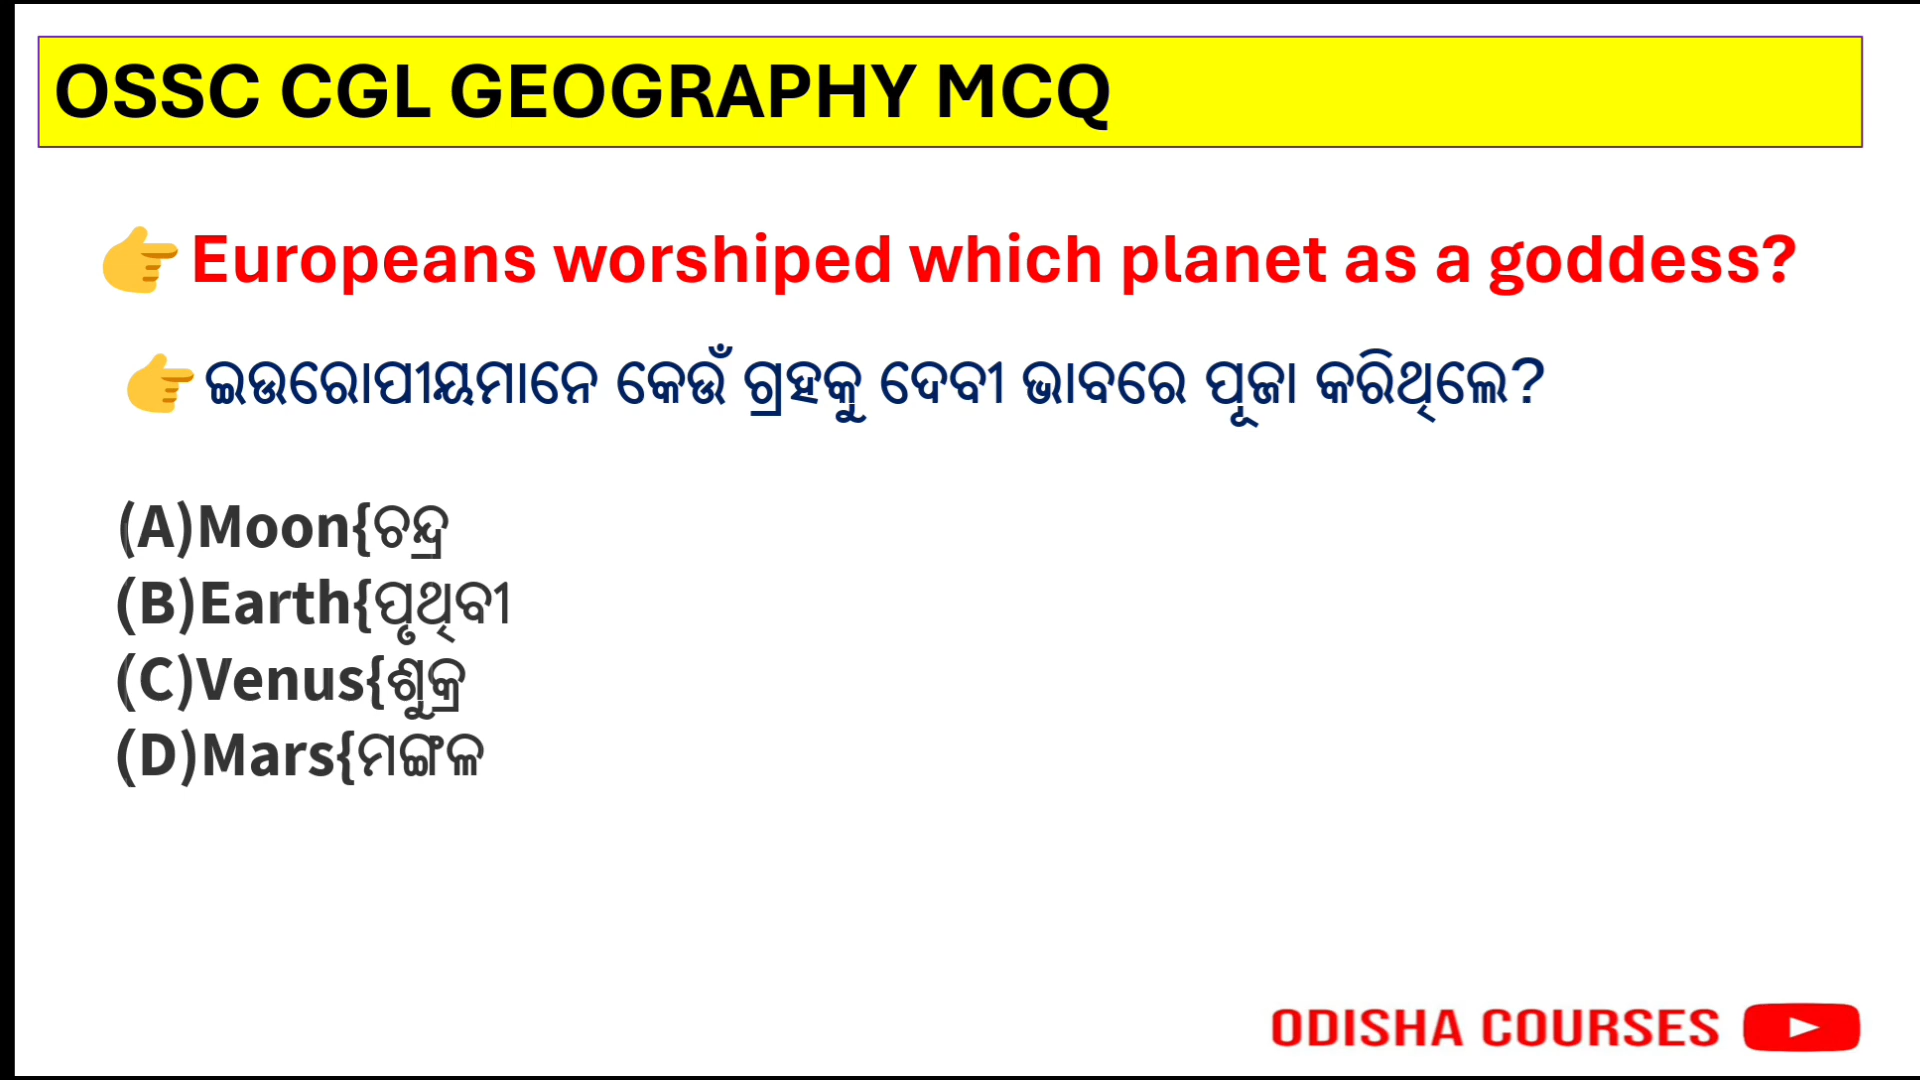 OSSC CGL GEOGRAPHY MCQ
👉Europeans worshiped which planet as a goddess?
👉ଇଉରୋପୀୟମାନେ କେଉଁ ଗ୍ରହକୁ ଦେବୀ ଭାବରେ ପୂଜା କରିଥିଲେ?
(A)Moon{ଚନ୍ଦ୍ର
(B)Earth{ପୃଥିବୀ
(C)Venus{ଶୁକ୍ର
(D)Mars{ମଙ୍ଗଳ
ODISHA COURSES